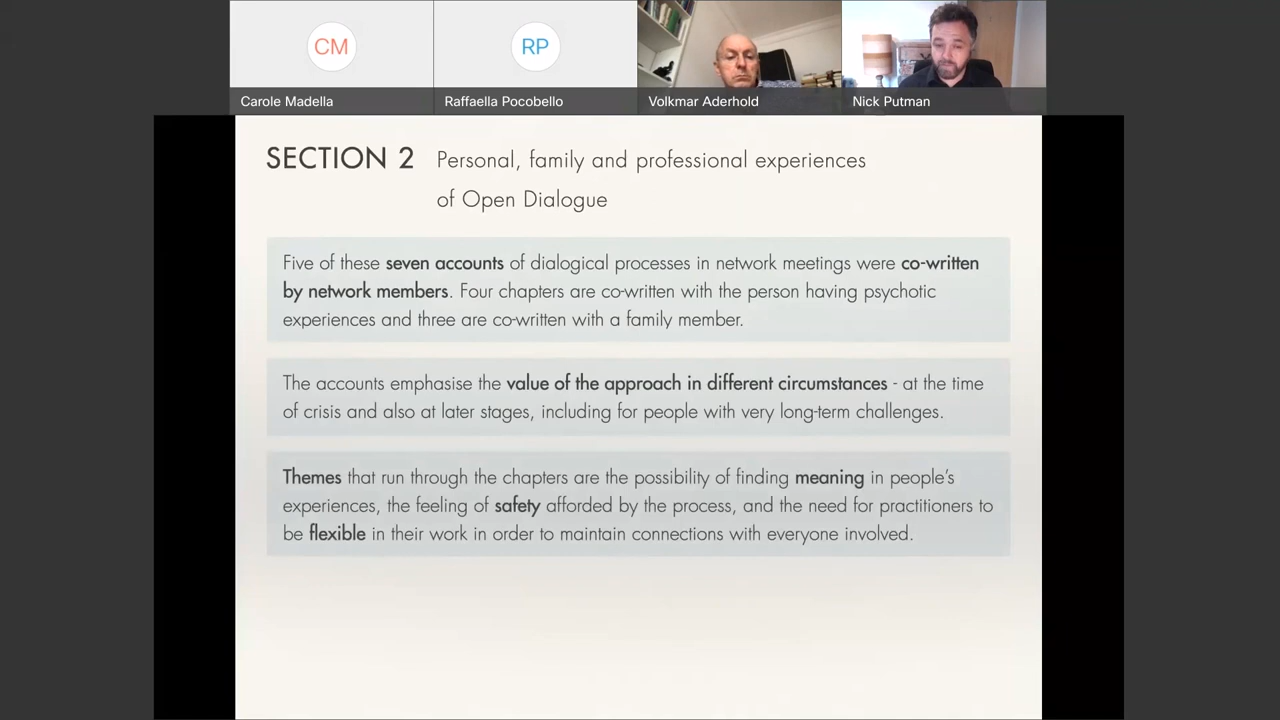 CM
RP
Carole Madella
Raffaella Pocobello
Volkmar Aderhold
Nick Putman
SECTION 2 Personal, family and professional experiences
of Open Dialogue
Five of these seven accounts of dialogical processes in network meetings were co-written
by network members. Four chapters are co-written with the person having psychotic
experiences and three are co-written with a family member.
The accounts emphasise the value of the approach in different circumstances - at the time
of crisis and also at later stages, including for people with very long-term challenges.
Themes that run through the chapters are the possibility of finding meaning in people's
experiences, the feeling of safety afforded by the process, and the need for practitioners to
be flexible in their work in order to maintain connections with everyone involved.